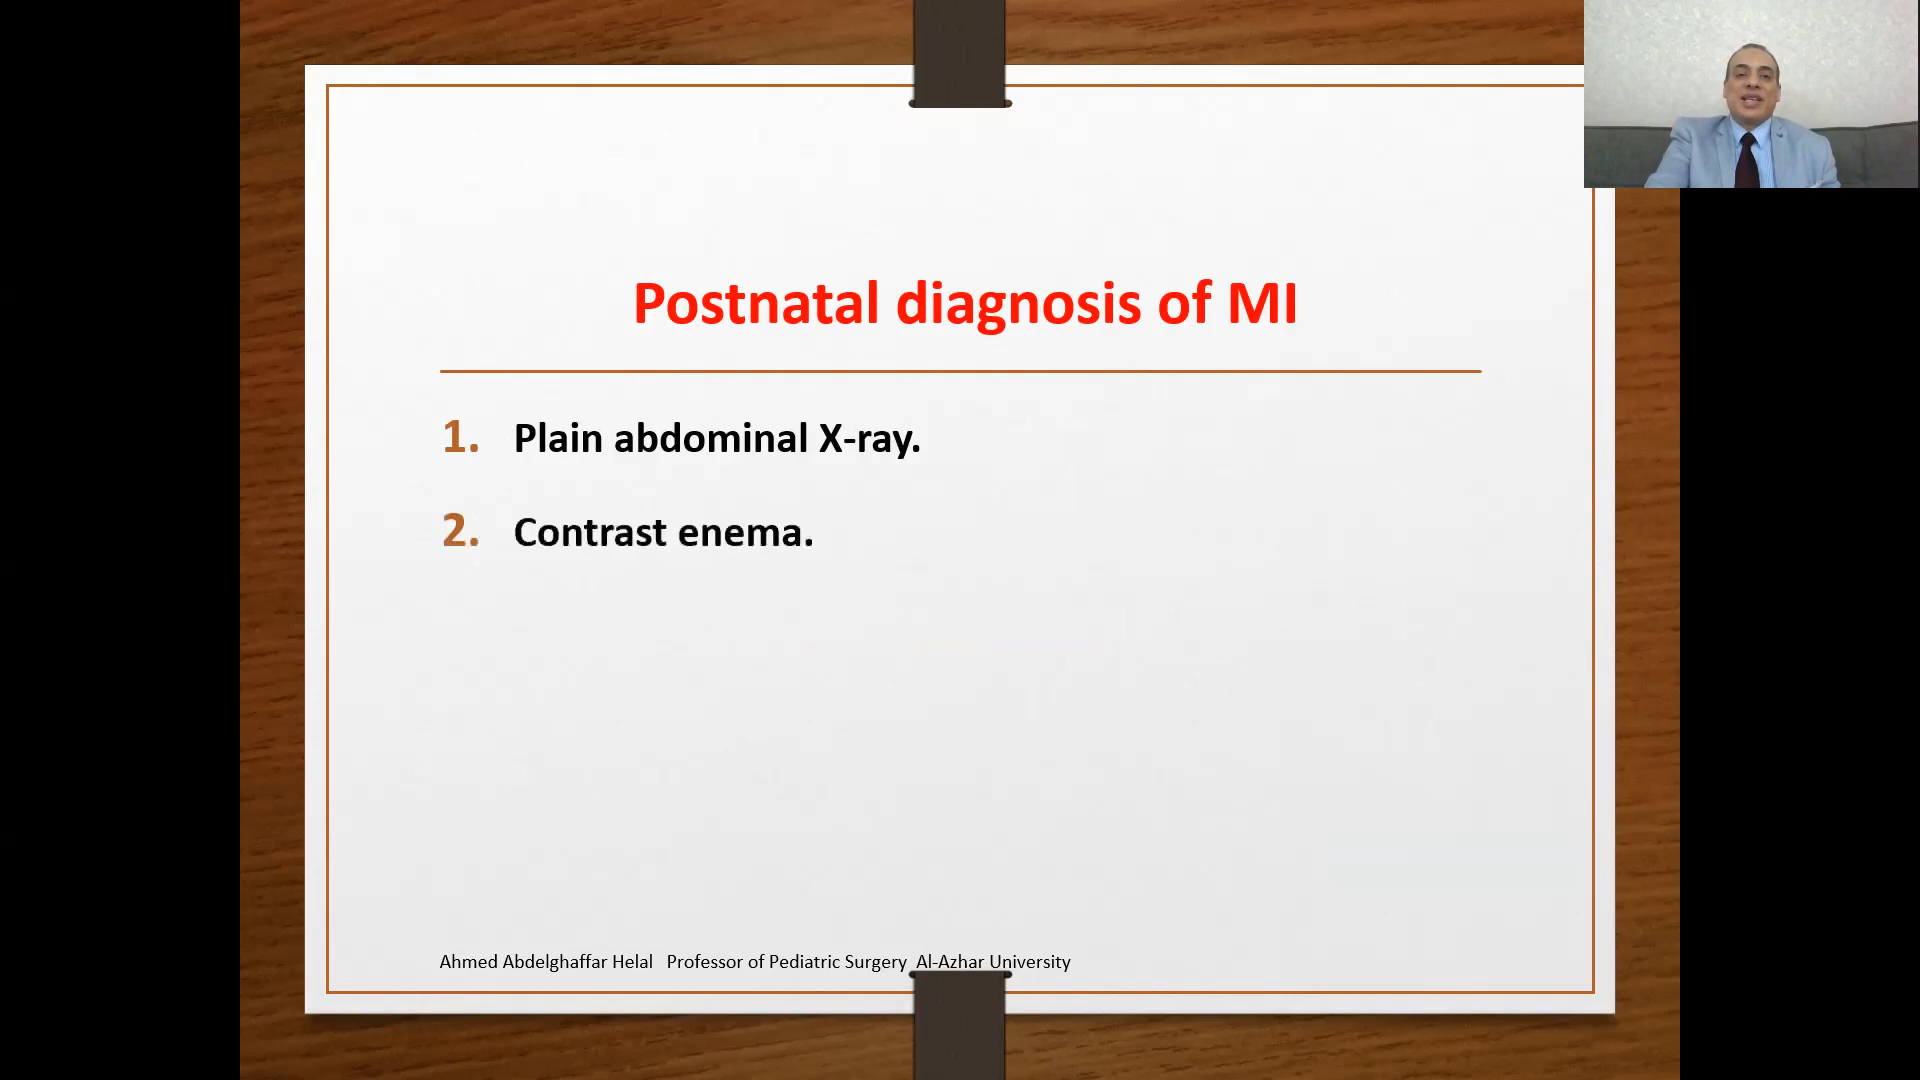 Postnatal diagnosis of MI
1. Plain abdominal X-ray.
2. Contrast enema.
Ahmed Abdelghaffar Helal Professor of Pediatric Surgery Al-Azhar University